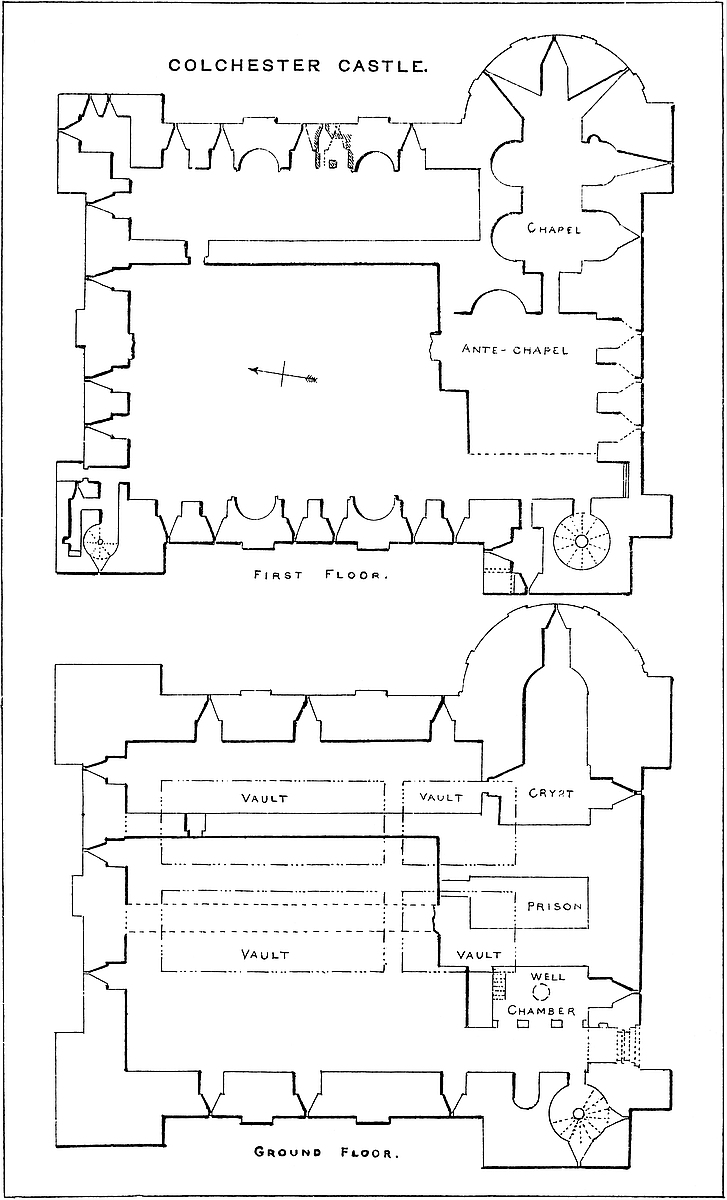 COLCHESTER CASTLE.
CHAPEL
ANTE-CHAPEL
FIRST FLOOR.
VAULT
VAULT
CRYPT
PRISON
VAULT
VAULT
WELL
CHAMBER
GROUND FLOOR.